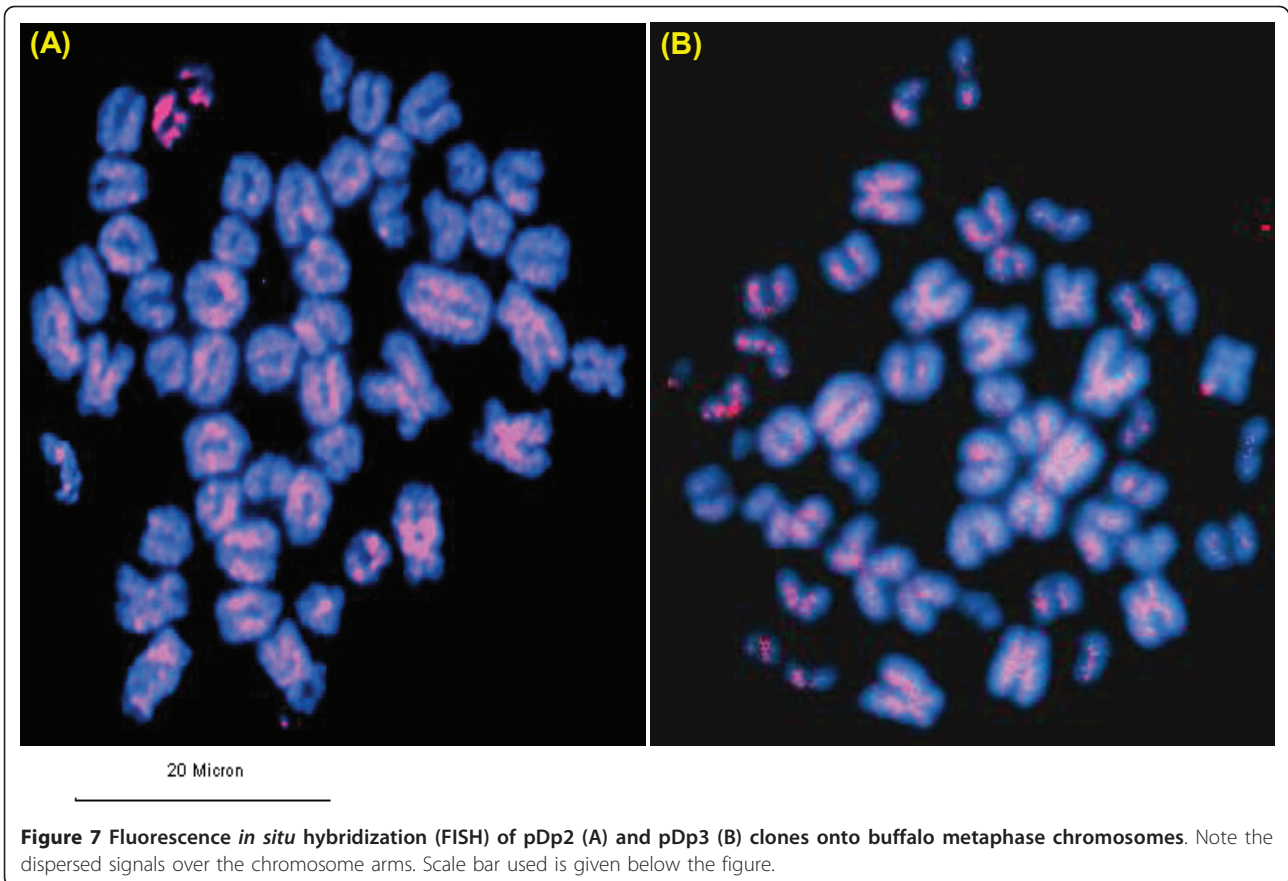 (A)
(B)
20 Micron
Figure 7 Fluorescence in situ hybridization (FISH) of pDp2 (A) and pDp3 (B) clones onto buffalo metaphase chromosomes. Note the
dispersed signals over the chromosome arms. Scale bar used is given below the figure.